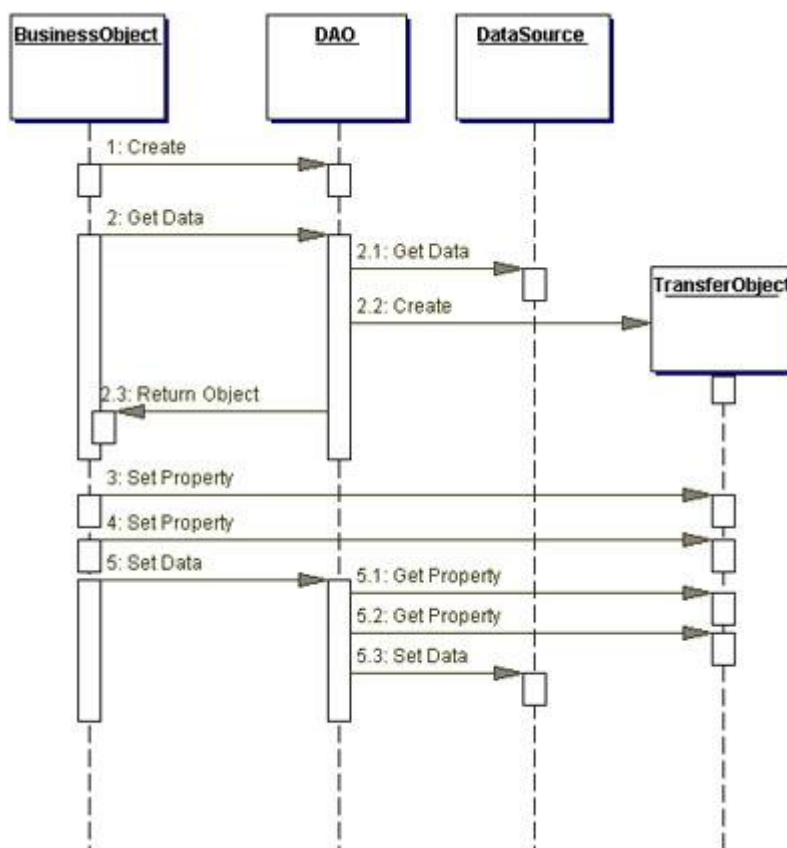 BusinessObject
DAO
DataSource
1: Create
2: Get Data
2.1: Get Data
TransferObject
2.2: Create
2.3: Return Object
3: Set Property
4: Set Property
5: Set Data
5.1: Get Property
5.2: Get Property
5.3: Set Data